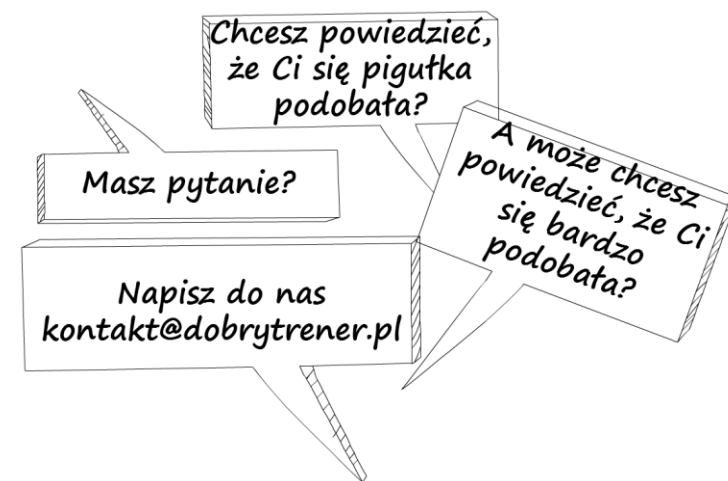 Chcesz powiedzieć,
że Ci się pigułka
podobała?
A może chcesz
powiedzieć, że Ci
się bardzo
podobała?
Masz pytanie?
Napisz do nas
kontakt@dobrytrener.pl